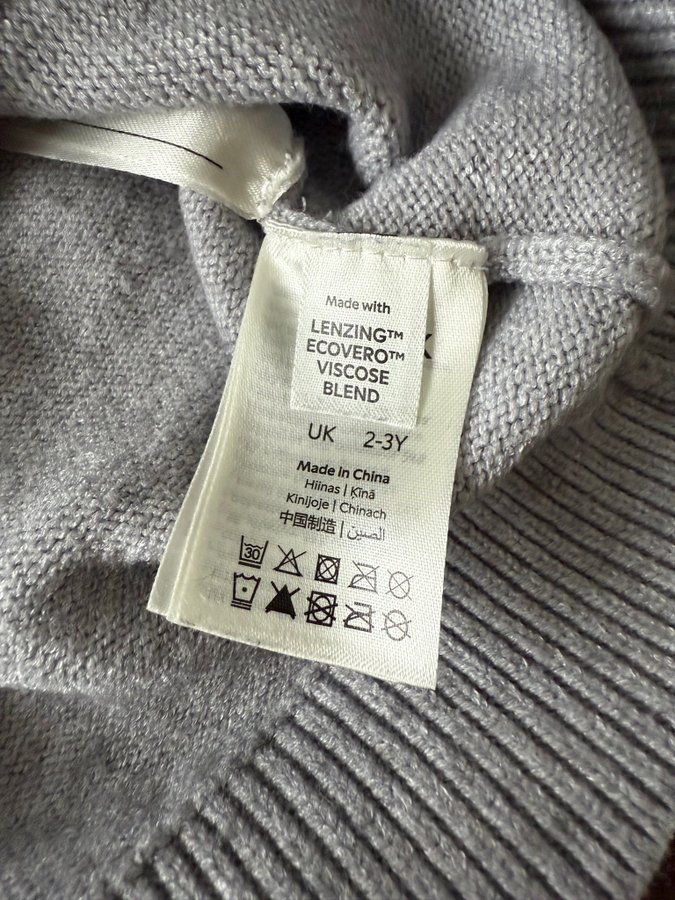 Made with
LENZING™
ECOVERO™
VISCOSE
BLEND
K
UK 2-3Y
Made in China
Hiinas | Ķīnā
Kinijoje | Chinach
中国制造 | الصين
30